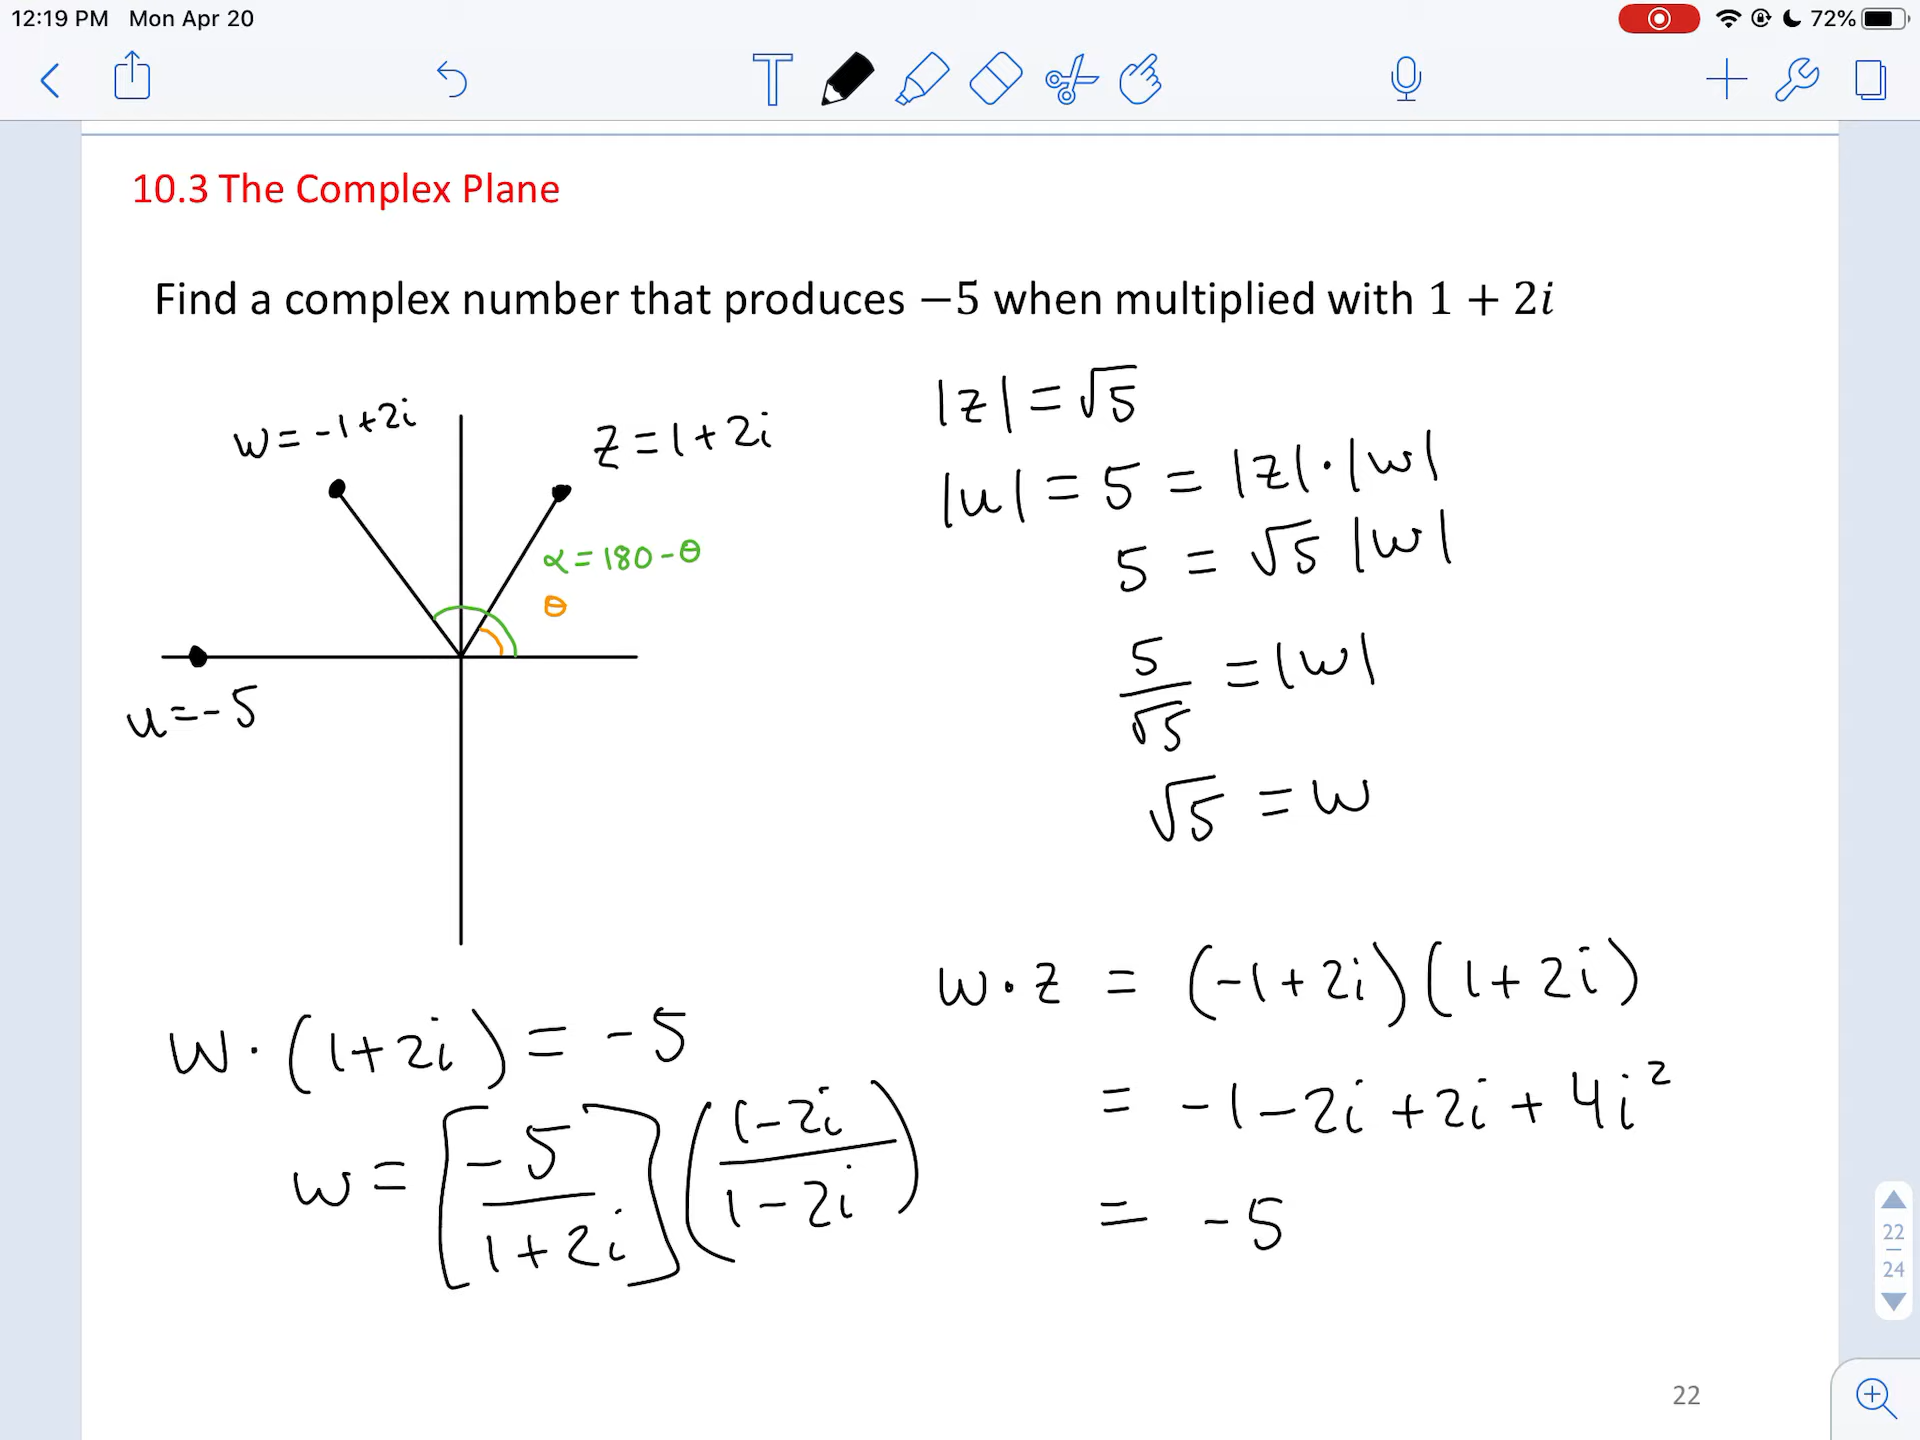 12:19 PM Mon Apr 20
72%
T
10.3 The Complex Plane
Find a complex number that produces −5 when multiplied with 1 + 2i
w = -1+2i
z = 1+2i
α = 180 - θ
θ
u = -5
|z| = √5
|u| = 5 = |z|·|w|
5 = √5 |w|
5/√5 = |w|
√5 = w
w · (1+2i) = -5
w = [-5/1+2i] (1-2i/1-2i)
w · z = (-1+2i)(1+2i)
= -1-2i+2i+4i²
= -5
22
24
22